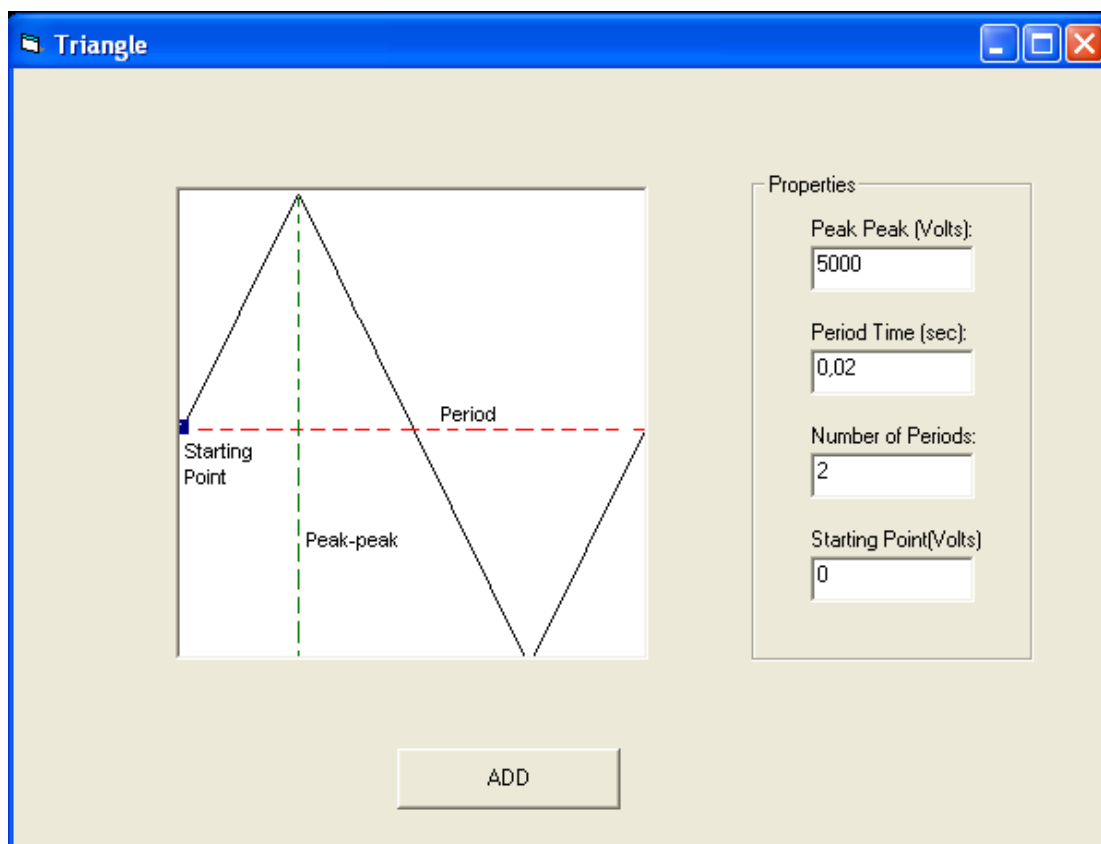 Triangle
Period
Starting
Point
Peak-peak
Properties
Peak Peak (Volts):
5000
Period Time (sec):
0,02
Number of Periods:
2
Starting Point(Volts)
0
ADD